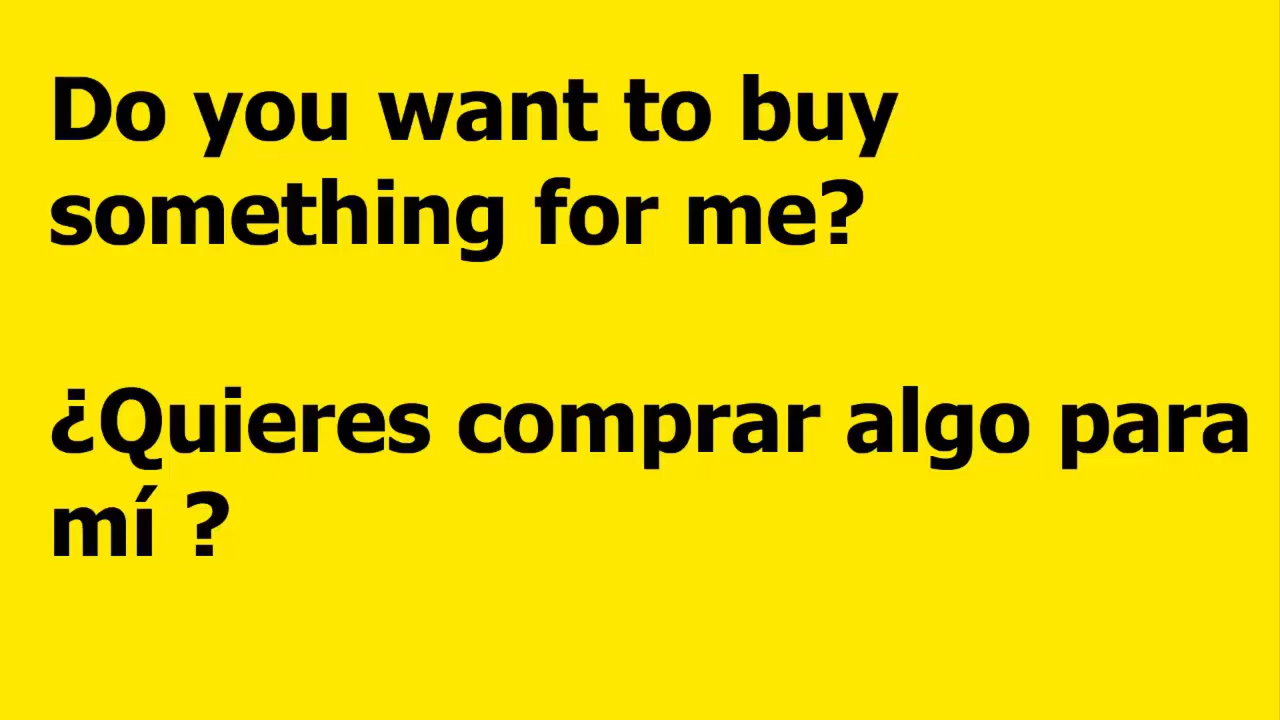 Do you want to buy
something for me?
¿Quieres comprar algo para
mí ?